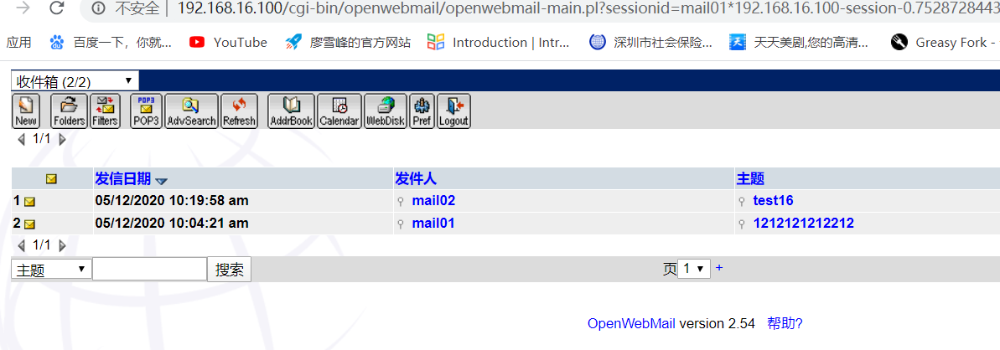 不安全 | 192.168.16.100/cgi-bin/openwebmail/openwebmail-main.pl?sessionid=mail01*192.168.16.100-session-0.7528728443
应用 百度一下，你就... YouTube 廖雪峰的官方网站 Introduction | Intr... 深圳市社会保险... 天天美剧,您的高清... Greasy Fork -
收件箱 (2/2)
New Folders Filters POP3 POP3 AdvSearch Refresh AddrBook Calendar WebDisk Pref Logout
1/1
发信日期 发件人 主题
1 05/12/2020 10:19:58 am mail02 test16
2 05/12/2020 10:04:21 am mail01 1212121212212
1/1
主题 搜索 页 1 +
OpenWebMail version 2.54 帮助?